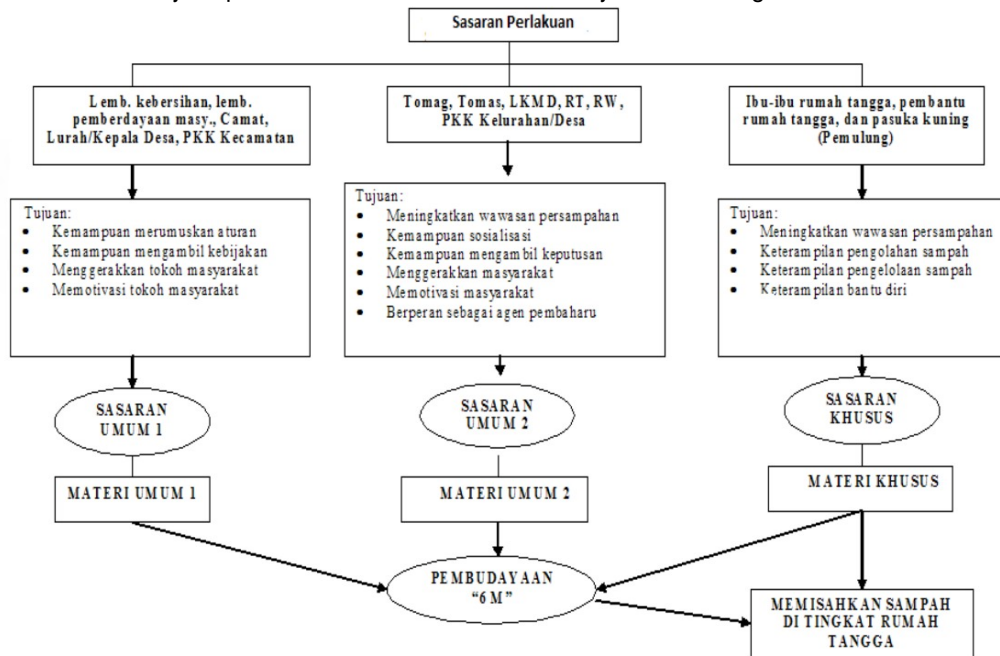 Sasaran Perlakuan
Lemb. kebersihan, lemb.
pemberdayaan masy., Camat,
Lurah/Kepala Desa, PKK Kecamatan
Tomag, Tomas, LKMD, RT, RW,
PKK Kelurahan/Desa
Ibu-ibu rumah tangga, pembantu
rumah tangga, dan pasuka kuning
(Pemulung)
Tujuan:
• Kemampuan merumuskan aturan
• Kemampuan mengambil kebijakan
• Menggerakkan tokoh masyarakat
• Memotivasi tokoh masyarakat
Tujuan:
• Meningkatkan wawasan persampahan
• Kemampuan sosialisasi
• Kemampuan mengambil keputusan
• Menggerakkan masyarakat
• Memotivasi masyarakat
• Berperan sebagai agen pembaharu
Tujuan:
• Meningkatkan wawasan persampahan
• Keterampilan pengolahan sampah
• Keterampilan pengelolaan sampah
• Keterampilan bantu diri
SASARAN
UMUM 1
SASARAN
UMUM 2
SASARAN
KHUSUS
MATERI UMUM 1
MATERI UMUM 2
MATERI KHUSUS
PEMBUDAYAAN
“6 M”
MEMISAHKAN SAMPAH
DI TINGKAT RUMAH
TANGGA